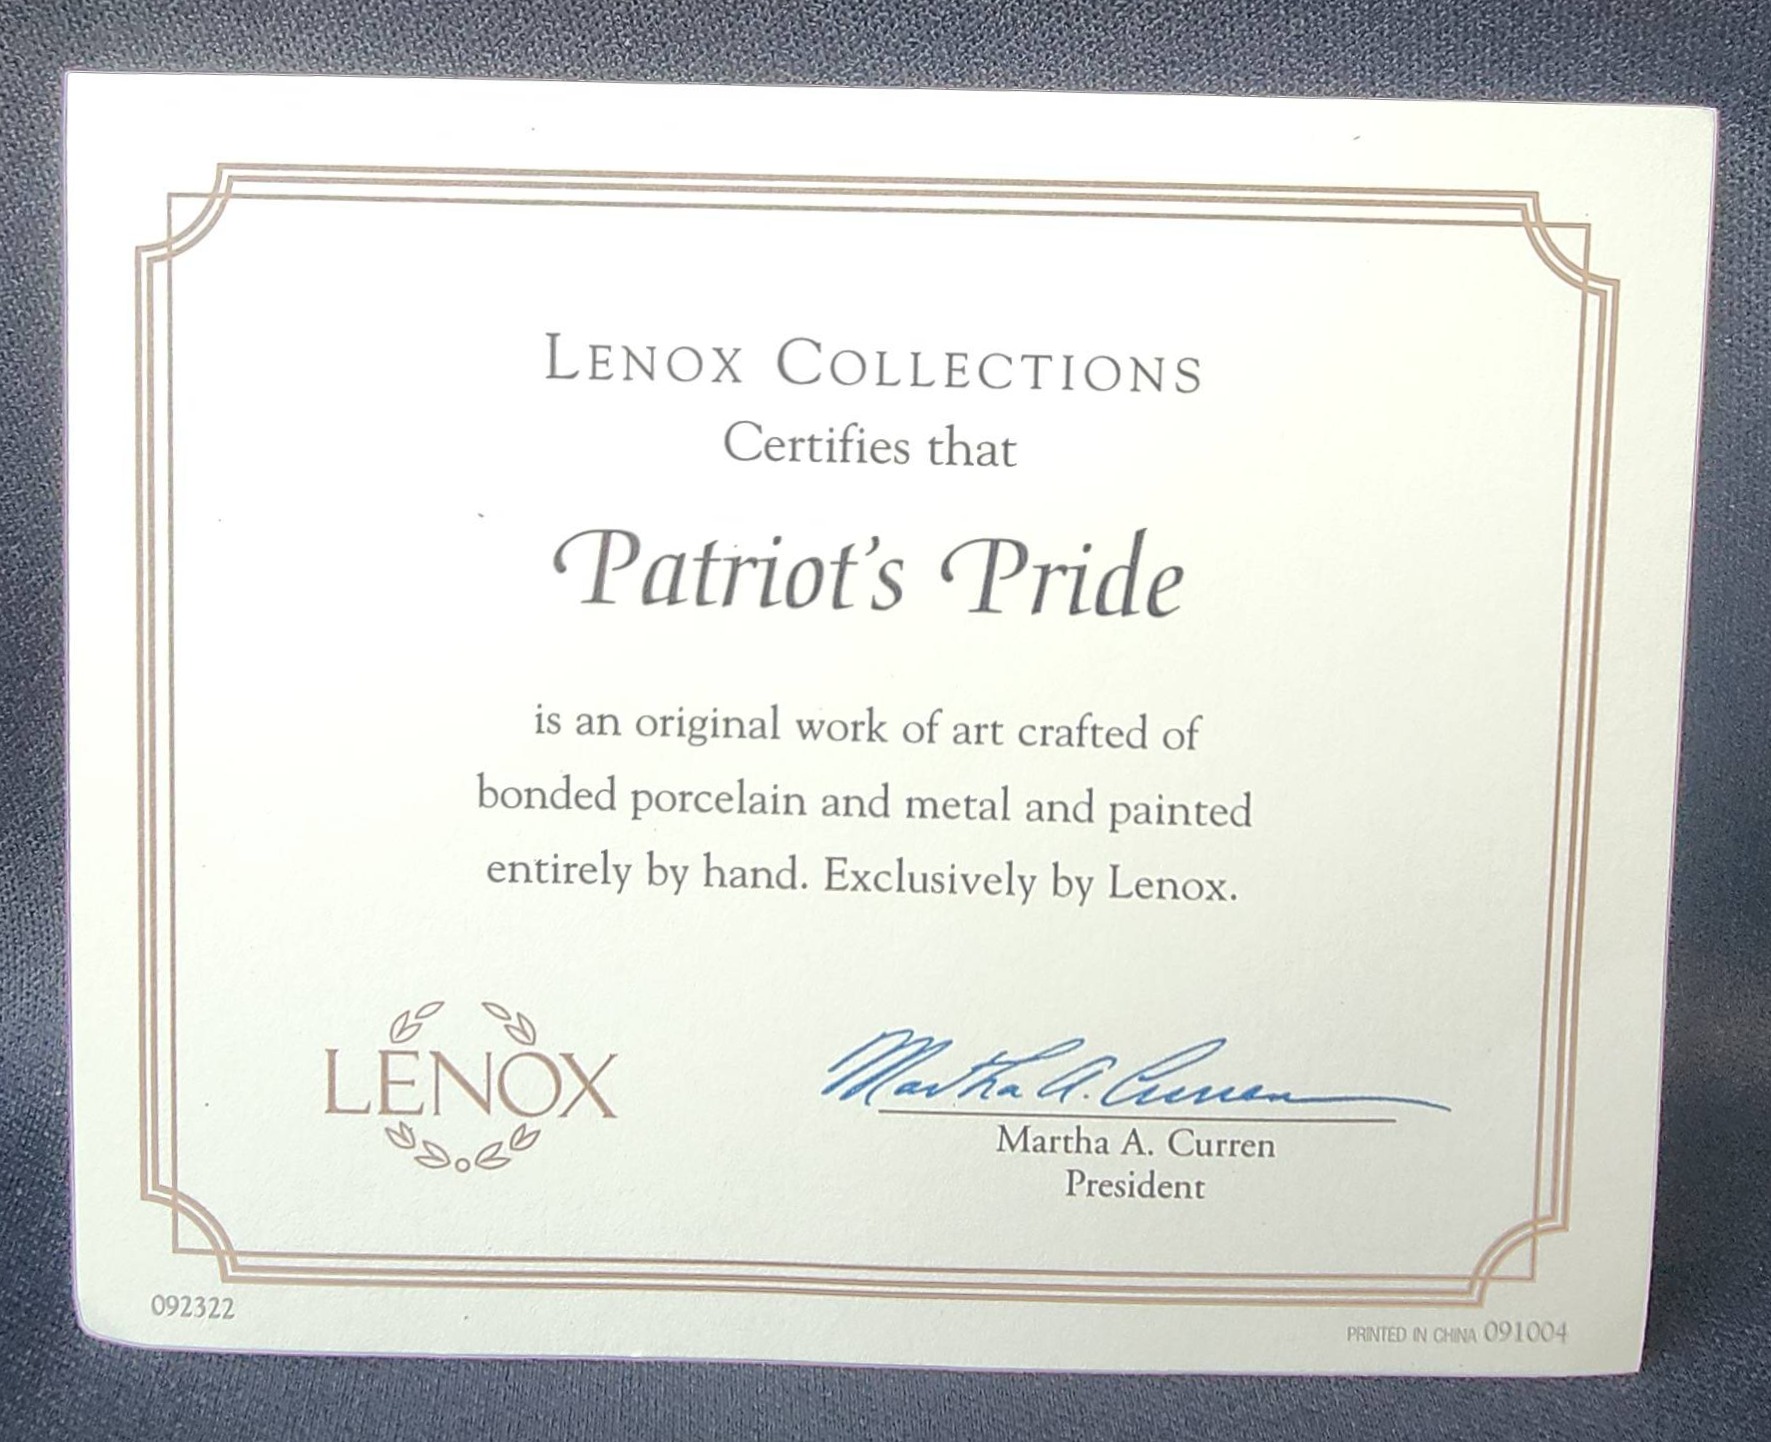 LENOX COLLECTIONS
Certifies that
Patriot's Pride
is an original work of art crafted of
bonded porcelain and metal and painted
entirely by hand. Exclusively by Lenox.
LENOX
Martha A. Curren
Martha A. Curren
President
092322
PRINTED IN CHINA 091004